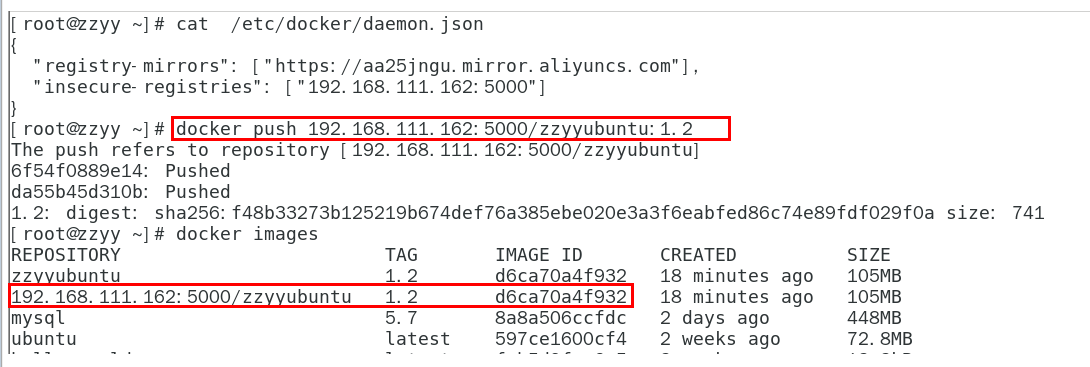 [root@zzyy ~]# cat  /etc/docker/daemon.json
{
  "registry-mirrors": ["https://aa25jngu.mirror.aliyuncs.com"],
  "insecure-registries": ["192.168.111.162:5000"]
}
[root@zzyy ~]# docker push 192.168.111.162:5000/zzyyubuntu:1.2
The push refers to repository [192.168.111.162:5000/zzyyubuntu]
6f54f0889e14: Pushed
da55b45d310b: Pushed
1.2: digest: sha256:f48b33273b125219b674def76a385ebe020e3a3f6eabfed86c74e89fdf029f0a size: 741
[root@zzyy ~]# docker images
REPOSITORY                        TAG       IMAGE ID       CREATED          SIZE
zzyyubuntu                        1.2       d6ca70a4f932   18 minutes ago   105MB
192.168.111.162:5000/zzyyubuntu   1.2       d6ca70a4f932   18 minutes ago   105MB
mysql                             5.7       8a8a506ccfdc   2 days ago       448MB
ubuntu                            latest    597ce1600cf4   2 weeks ago      72.8MB